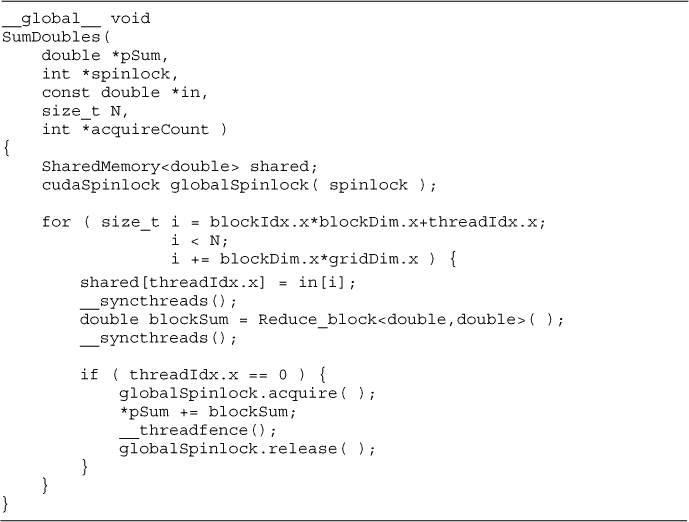 __global__ void
SumDoubles(
    double *pSum,
    int *spinlock,
    const double *in,
    size_t N,
    int *acquireCount )
{
    SharedMemory<double> shared;
    cudaSpinlock globalSpinlock( spinlock );

    for ( size_t i = blockIdx.x*blockDim.x+threadIdx.x;
                 i < N;
                 i += blockDim.x*gridDim.x ) {
        shared[threadIdx.x] = in[i];
        __syncthreads();
        double blockSum = Reduce_block<double,double>( );
        __syncthreads();

        if ( threadIdx.x == 0 ) {
            globalSpinlock.acquire( );
            *pSum += blockSum;
            __threadfence();
            globalSpinlock.release( );
        }
    }
}